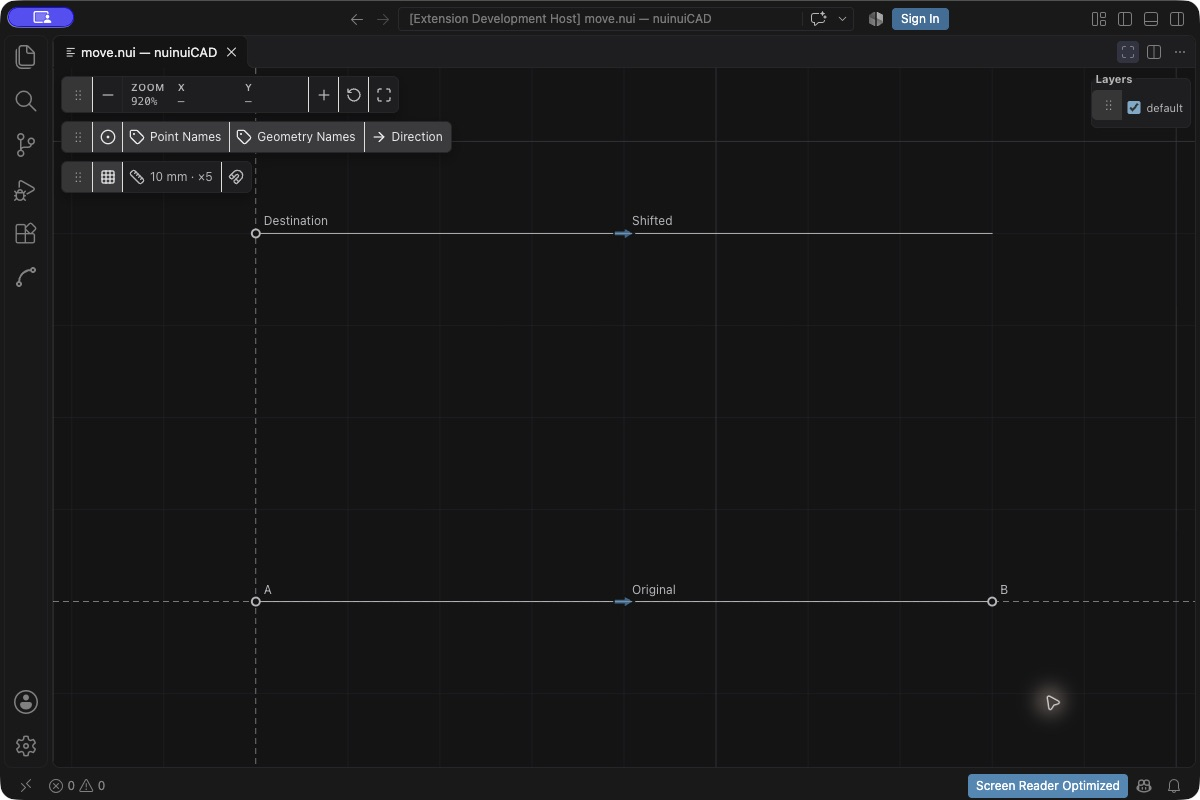 [Extension Development Host] move.nui — nuinuiCAD
Sign In
move.nui — nuinuiCAD
ZOOM X Y
920% – –
Layers
default
Point Names
Geometry Names
Direction
10 mm · ×5
Destination
Shifted
A
Original
B
0 0
Screen Reader Optimized